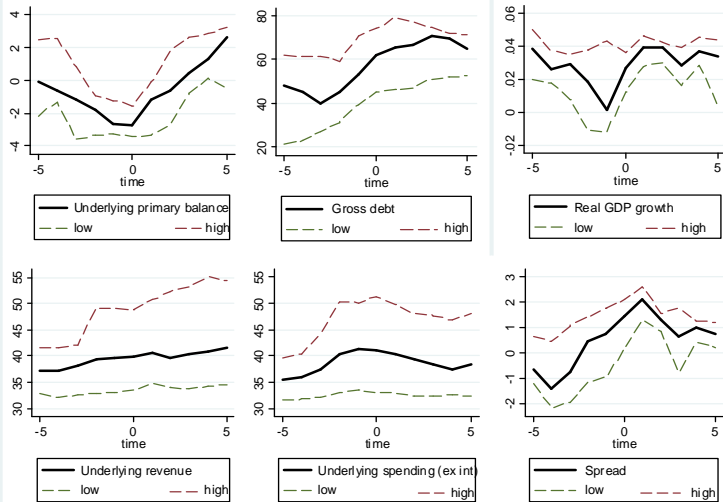 4
2
0
-2
-4
-5
0
5
time
Underlying primary balance
low
high
80
60
40
20
-5
0
5
time
Gross debt
low
high
.06
.04
.02
0
-.02
-5
0
5
time
Real GDP growth
low
high
55
50
45
40
35
30
-5
0
5
time
Underlying revenue
low
high
55
50
45
40
35
30
-5
0
5
time
Underlying spending (ex int)
low
high
3
2
1
0
-1
-2
-5
0
5
time
Spread
low
high